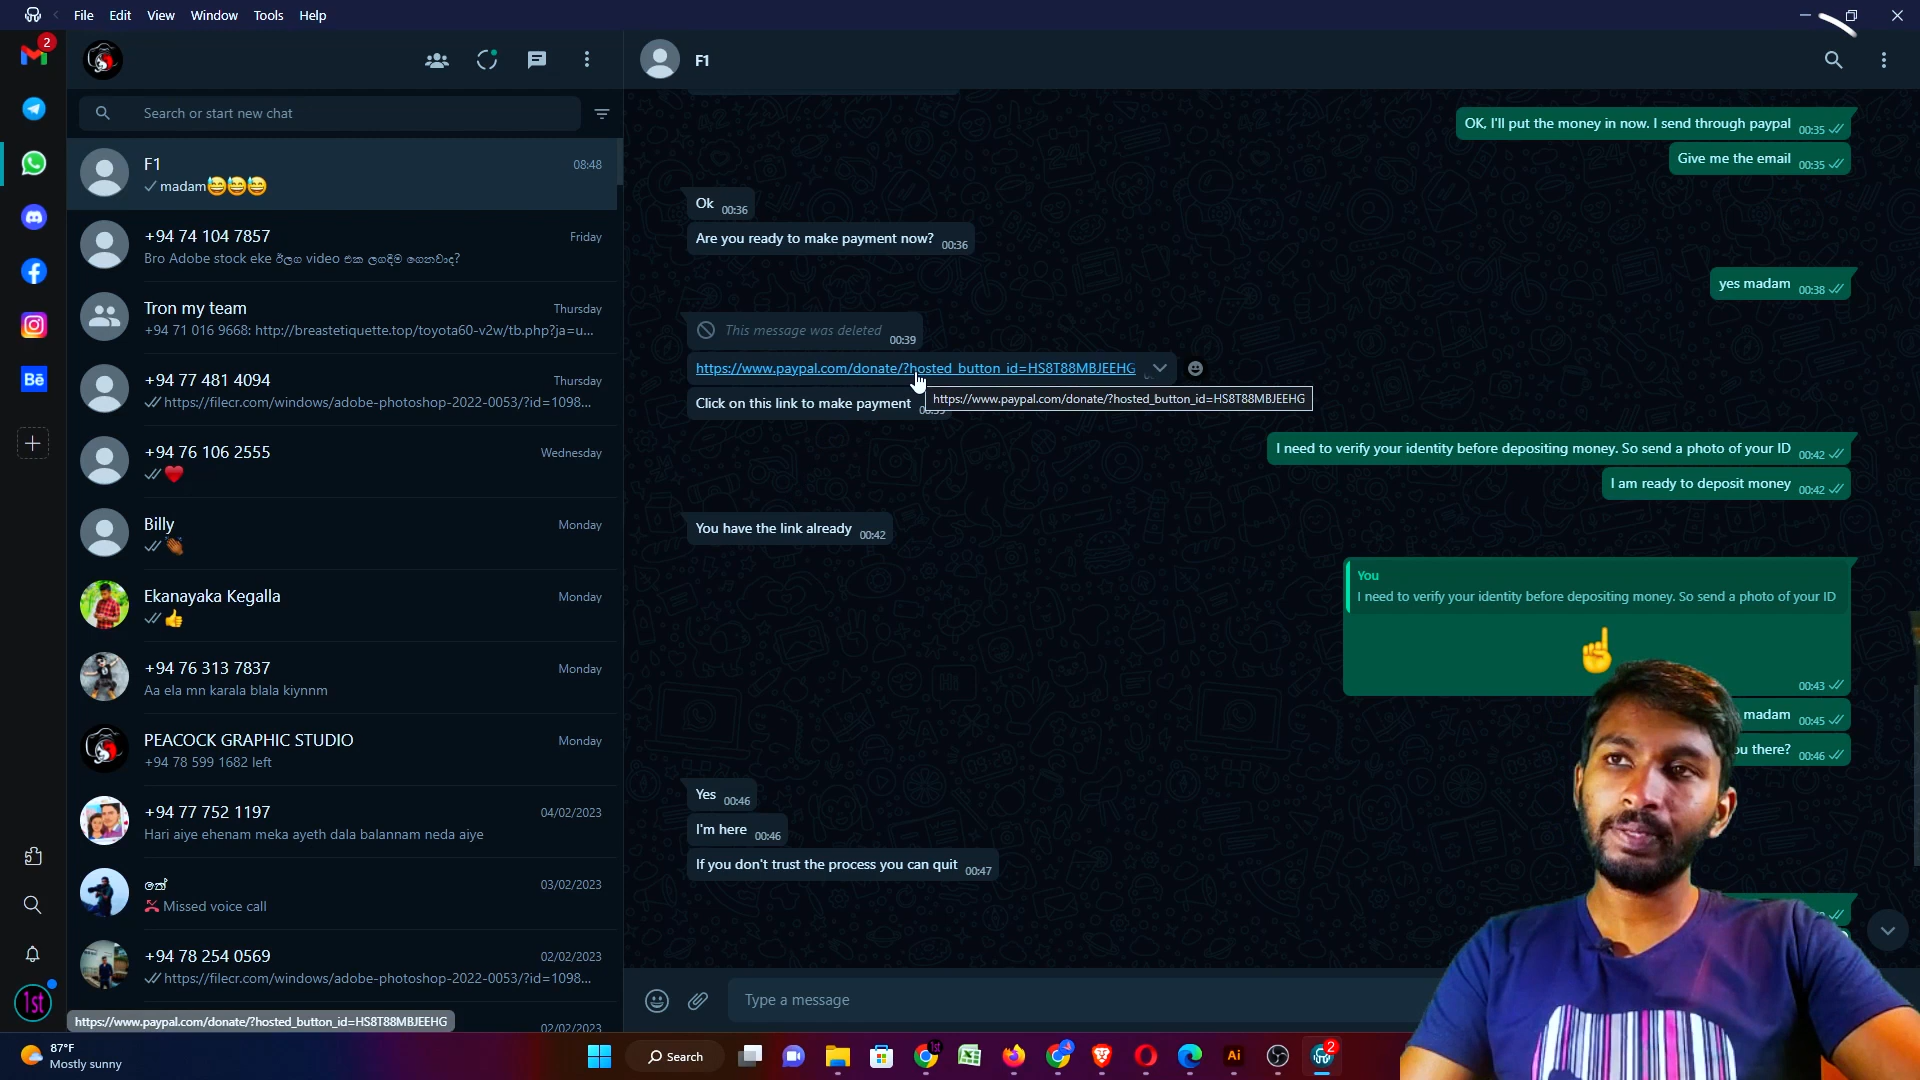 File Edit View Window Tools Help
2
Search or start new chat
F1
08:48
madam😅😅😅
+94 74 104 7857
Friday
Bro Adobe stock eke ඊලග video එක ලගදිම ගෙනවාද?
Tron my team
Thursday
+94 71 016 9668: http://breastetiquette.top/toyota60-v2w/tb.php?ja=u...
+94 77 481 4094
Thursday
https://filecr.com/windows/adobe-photoshop-2022-0053/?id=1098...
+94 76 106 2555
Wednesday
❤️
Billy
Monday
👏🏾
Ekanayaka Kegalla
Monday
👍
+94 76 313 7837
Monday
Aa ela mn karala blala kiynnm
PEACOCK GRAPHIC STUDIO
Monday
+94 78 599 1682 left
+94 77 752 1197
04/02/2023
Hari aiye ehenam meka ayeth dala balannam neda aiye
තේ
03/02/2023
Missed voice call
+94 78 254 0569
02/02/2023
https://filecr.com/windows/adobe-photoshop-2022-0053/?id=1098...
02/02/2023
Bē
1st
https://www.paypal.com/donate/?hosted_button_id=HS8T88MBJEEHG
F1
OK, I'll put the money in now. I send through paypal 00:35
Give me the email 00:35
Ok 00:36
Are you ready to make payment now? 00:36
yes madam 00:38
This message was deleted 00:39
https://www.paypal.com/donate/?hosted_button_id=HS8T88MBJEEHG
https://www.paypal.com/donate/?hosted_button_id=HS8T88MBJEEHG
Click on this link to make payment
I need to verify your identity before depositing money. So send a photo of your ID 00:42
I am ready to deposit money 00:42
You have the link already 00:42
You
I need to verify your identity before depositing money. So send a photo of your ID
☝️
00:43
madam 00:45
there? 00:46
Yes 00:46
I'm here 00:46
If you don't trust the process you can quit 00:47
Type a message
87°F
Mostly sunny
Search
1st
Ai
2